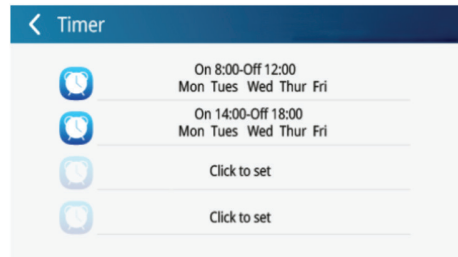 Timer
On 8:00-Off 12:00
Mon Tues Wed Thur Fri
On 14:00-Off 18:00
Mon Tues Wed Thur Fri
Click to set
Click to set